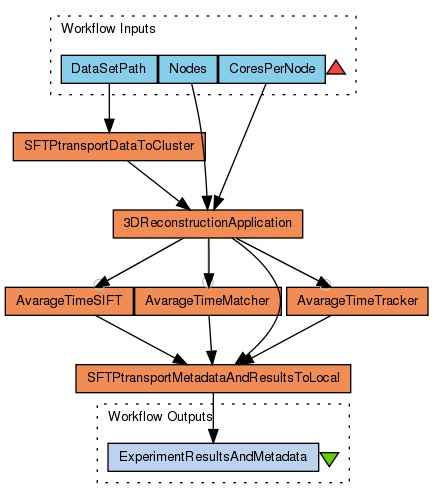 Workflow Inputs
DataSetPath Nodes CoresPerNode
SFTPtransportDataToCluster
3DReconstructionApplication
AvarageTimeSIFT AvarageTimeMatcher AvarageTimeTracker
SFTPtransportMetadataAndResultsToLocal
Workflow Outputs
ExperimentResultsAndMetadata